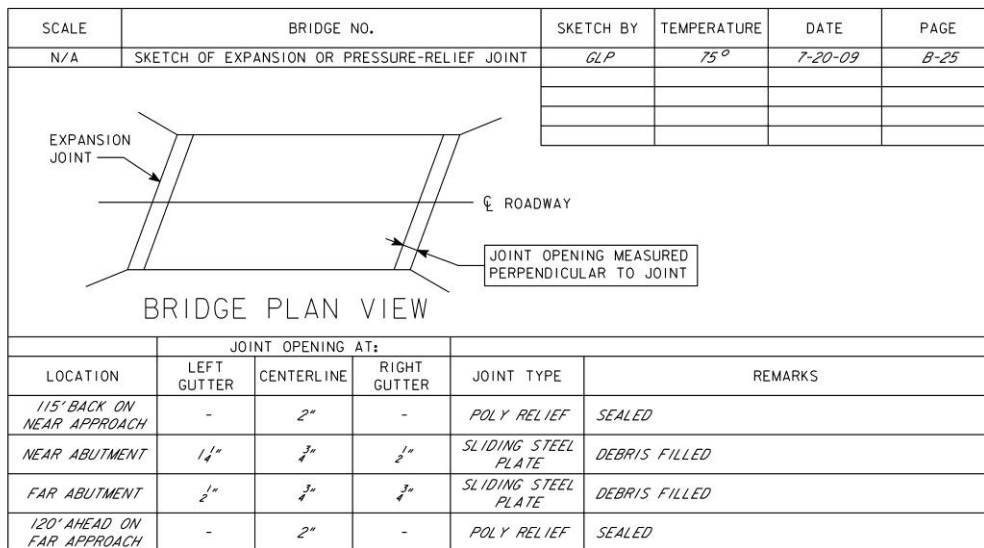 SCALE BRIDGE NO. SKETCH BY TEMPERATURE DATE PAGE
N/A SKETCH OF EXPANSION OR PRESSURE-RELIEF JOINT GLP 75° 7-20-09 B-25
EXPANSION
JOINT
℄ ROADWAY
JOINT OPENING MEASURED
PERPENDICULAR TO JOINT
BRIDGE PLAN VIEW
JOINT OPENING AT:
LOCATION LEFT GUTTER CENTERLINE RIGHT GUTTER JOINT TYPE REMARKS
115' BACK ON NEAR APPROACH - 2" - POLY RELIEF SEALED
NEAR ABUTMENT 1 1/4" 3/4" 1/2" SLIDING STEEL PLATE DEBRIS FILLED
FAR ABUTMENT 1/2" 3/4" 3/4" SLIDING STEEL PLATE DEBRIS FILLED
120' AHEAD ON FAR APPROACH - 2" - POLY RELIEF SEALED